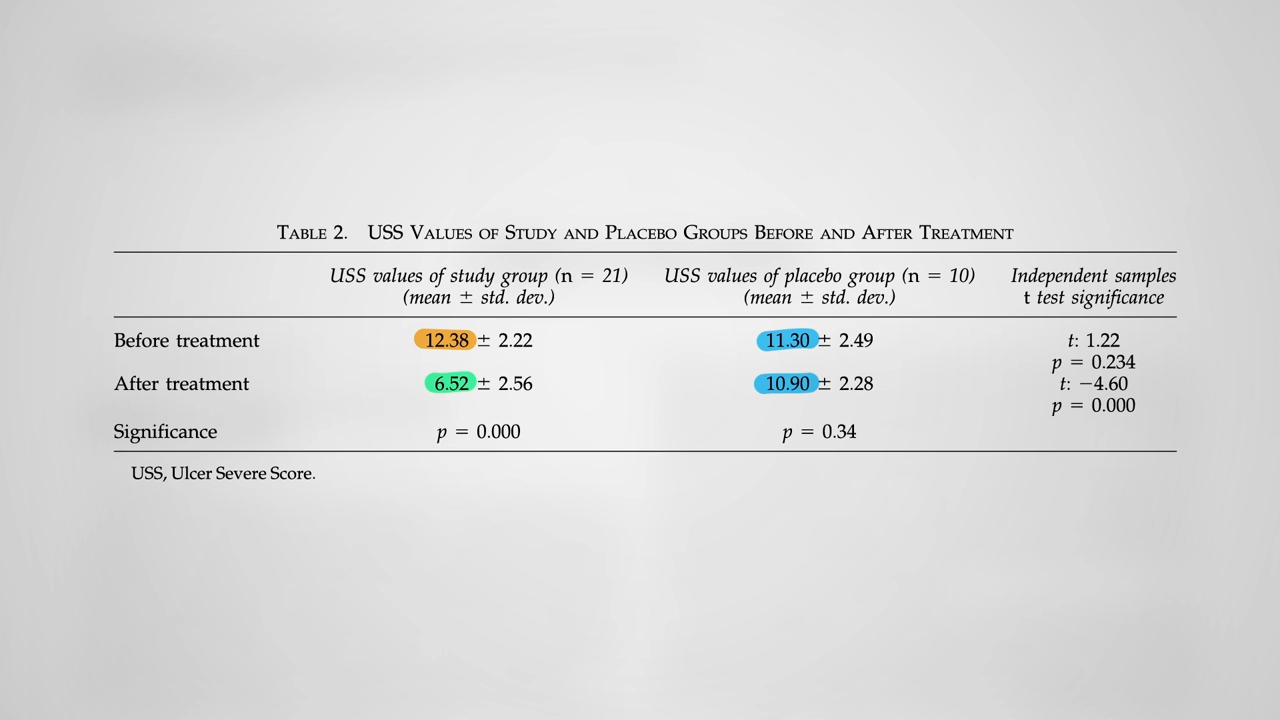 TABLE 2. USS VALUES OF STUDY AND PLACEBO GROUPS BEFORE AND AFTER TREATMENT
USS values of study group (n = 21) USS values of placebo group (n = 10) Independent samples
(mean ± std. dev.) (mean ± std. dev.) t test significance
Before treatment 12.38 ± 2.22 11.30 ± 2.49 t: 1.22
p = 0.234
After treatment 6.52 ± 2.56 10.90 ± 2.28 t: −4.60
p = 0.000
Significance p = 0.000 p = 0.34
USS, Ulcer Severe Score.